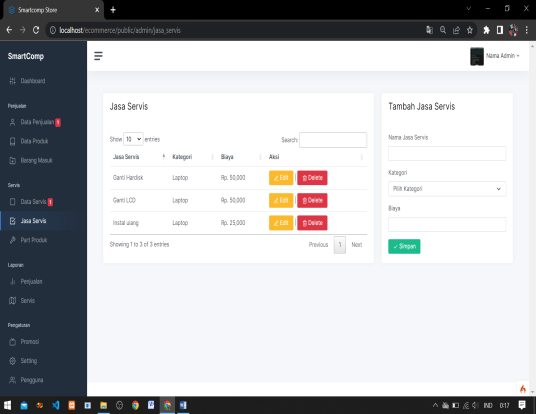 Smartcomp Store
localhost/ecommerce/public/admin/jasa_servis
SmartComp
Nama Admin
Dashboard
Penjualan
Data Penjualan 1
Data Produk
Barang Masuk
Servis
Data Servis 1
Jasa Servis
Part Produk
Laporan
Penjualan
Servis
Pengaturan
Promosi
Setting
Pengguna
Jasa Servis
Show 10 entries
Search:
Jasa Servis Kategori Biaya Aksi
Ganti Hardisk Laptop Rp. 50,000 Edit | Delete
Ganti LCD Laptop Rp. 50,000 Edit | Delete
Instal ulang Laptop Rp. 25,000 Edit | Delete
Showing 1 to 3 of 3 entries
Previous 1 Next
Tambah Jasa Servis
Nama Jasa Servis
Kategori
Pilih Kategori
Biaya
Simpan
IND 0:17